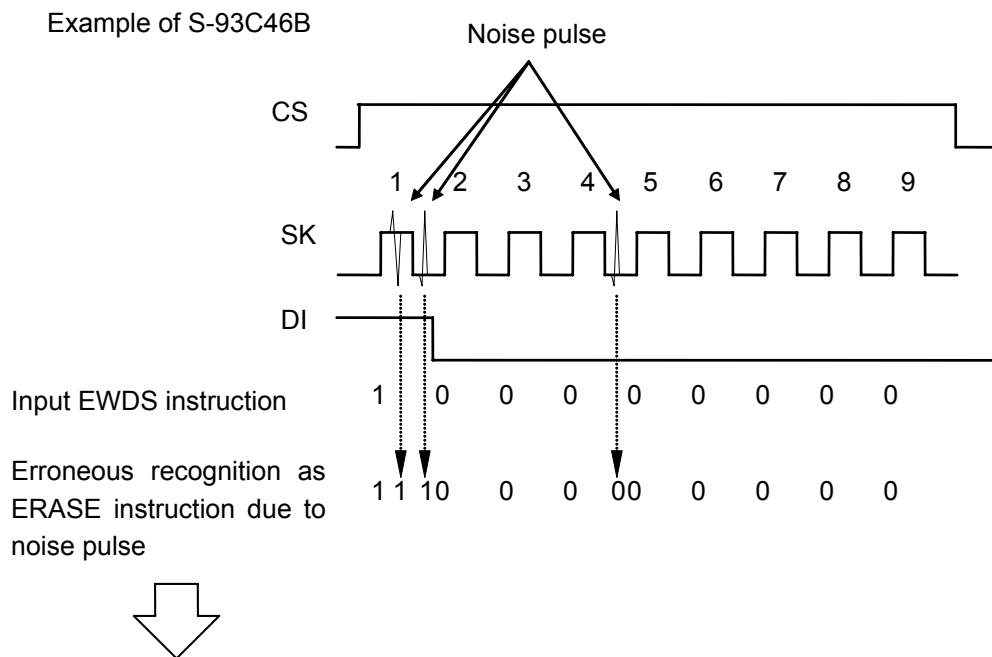 Example of S-93C46B
Noise pulse
CS
1 2 3 4 5 6 7 8 9
SK
DI
Input EWDS instruction 1 0 0 0 0 0 0 0 0
Erroneous recognition as
ERASE instruction due to 1 1 10 0 0 00 0 0 0 0
noise pulse